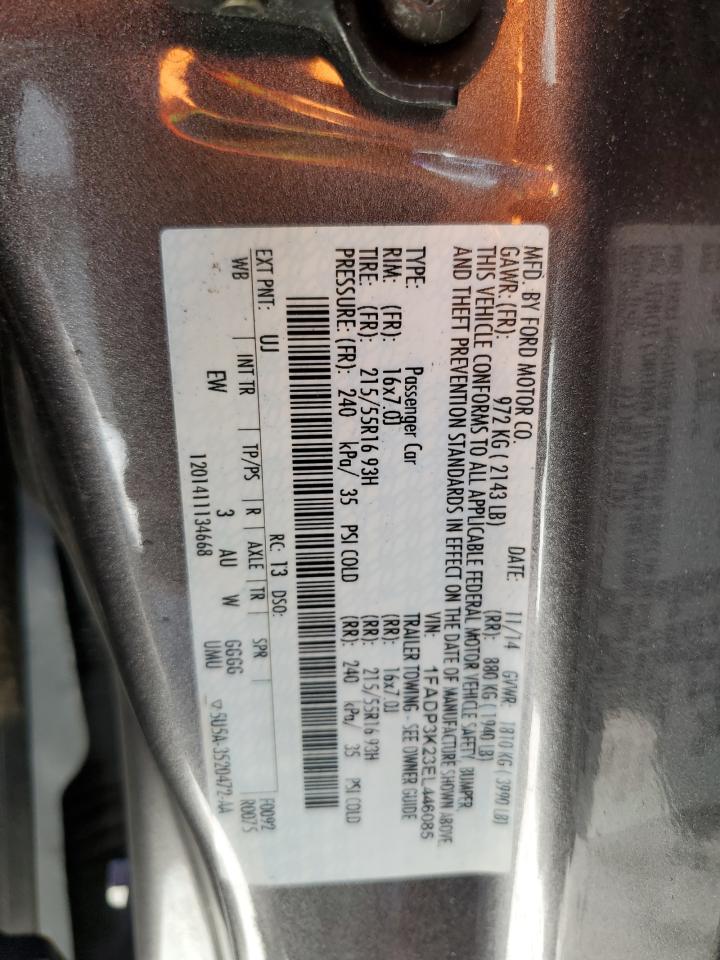 MFD. BY FORD MOTOR CO.
DATE: 11/14 GVWR: 1810 KG ( 3990 LB)
GAWR: (FR): 972 KG ( 2143 LB) (RR): 880 KG ( 1940 LB)
THIS VEHICLE CONFORMS TO ALL APPLICABLE FEDERAL MOTOR VEHICLE SAFETY, BUMPER,
AND THEFT PREVENTION STANDARDS IN EFFECT ON THE DATE OF MANUFACTURE SHOWN ABOVE.
VIN: 1FADP3K23EL446085
TYPE: Passenger Car TRAILER TOWING - SEE OWNER GUIDE
RIM: (FR): 16x7.0J (RR): 16x7.0J
TIRE: (FR): 215/55R16 93H (RR): 215/55R16 93H
PRESSURE: (FR): 240 kPa/ 35 PSI COLD (RR): 240 kPa/ 35 PSI COLD
EXT PNT: UJ RC: 13 DSO: F0092
WB INT TR TP/PS R AXLE TR SPR R0075
EW 3 AU W GGGG
1201411134668 UMU ▽5U5A-3520472-AA